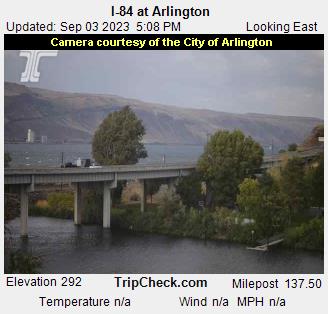 I-84 at Arlington
Updated: Sep 03 2023 5:08 PM Looking East
Camera courtesy of the City of Arlington
Elevation 292 TripCheck.com Milepost 137.50
Temperature n/a Wind n/a MPH n/a